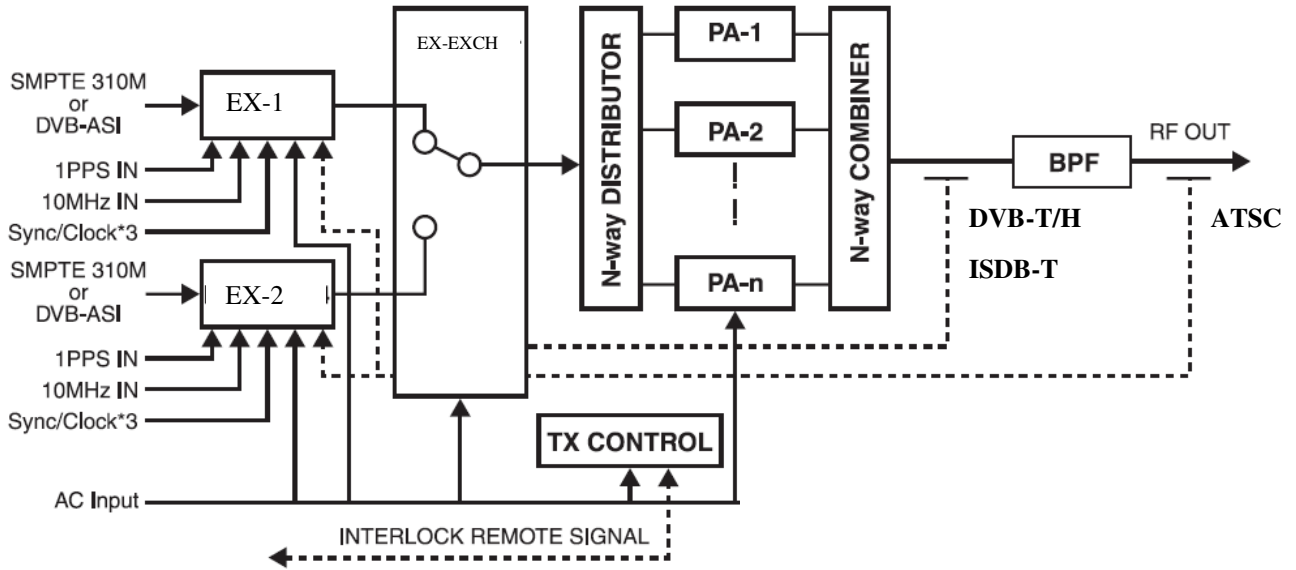 EX-EXCH
SMPTE 310M
or
DVB-ASI
EX-1
1PPS IN
10MHz IN
Sync/Clock*3
SMPTE 310M
or
DVB-ASI
EX-2
1PPS IN
10MHz IN
Sync/Clock*3
AC Input
N-way DISTRIBUTOR
PA-1
PA-2
PA-n
N-way COMBINER
BPF
RF OUT
DVB-T/H
ISDB-T
ATSC
TX CONTROL
INTERLOCK REMOTE SIGNAL